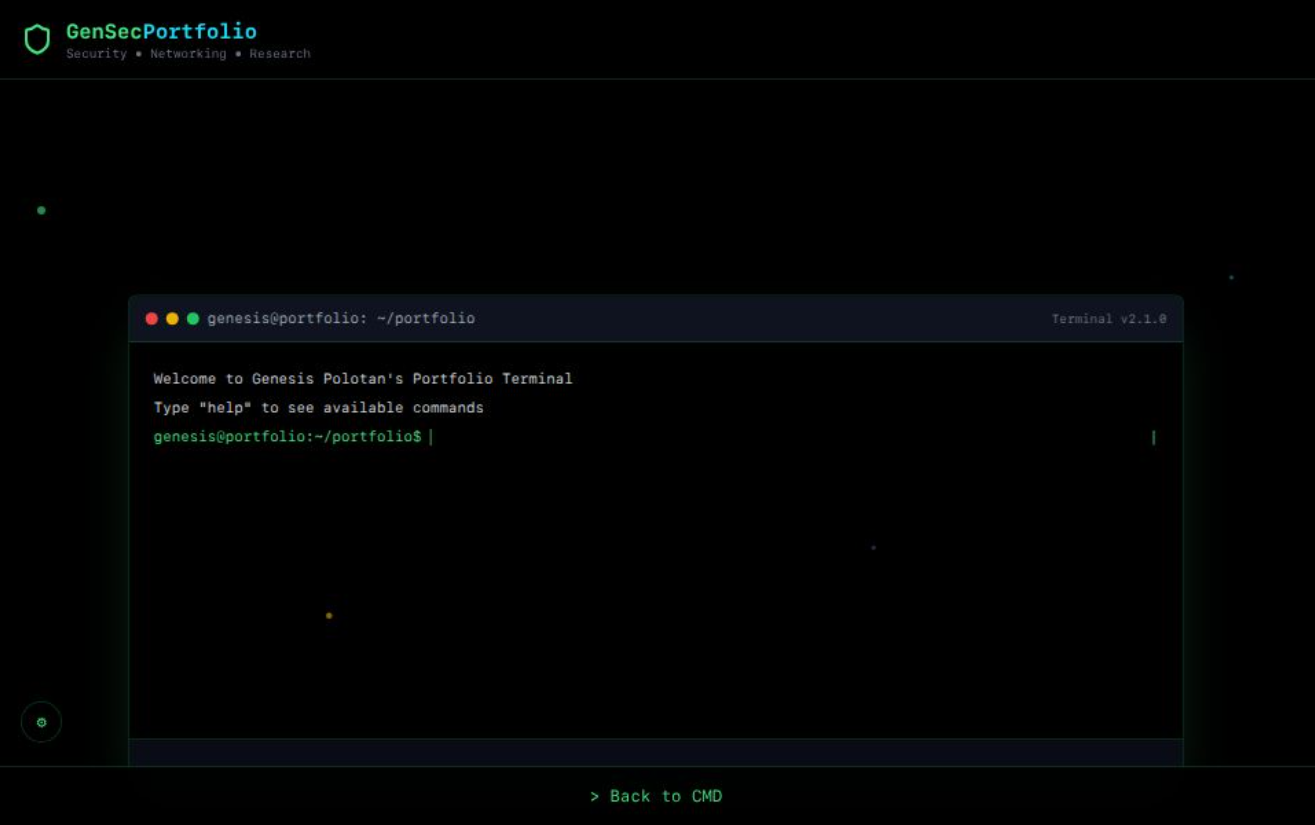 GenSecPortfolio
Security • Networking • Research
genesis@portfolio: ~/portfolio
Terminal v2.1.0
Welcome to Genesis Polotan's Portfolio Terminal
Type "help" to see available commands
genesis@portfolio:~/portfolio$
> Back to CMD